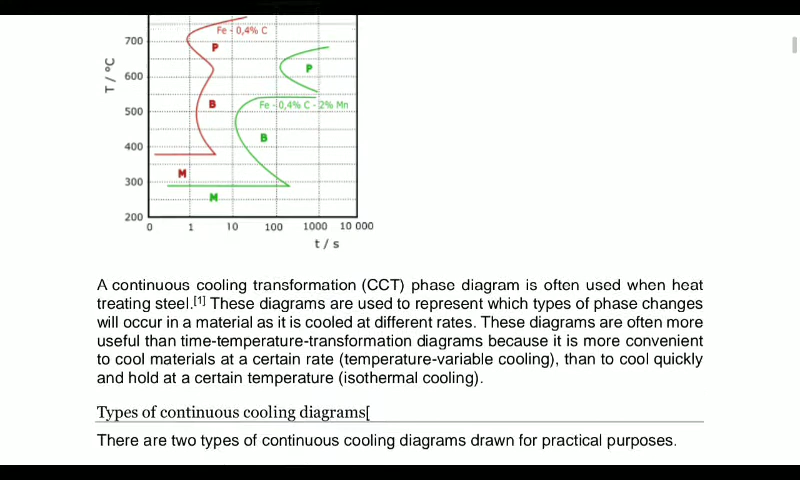 Fe - 0,4% C
700
P
P
T / °C
600
B
Fe - 0,4% C - 2% Mn
500
B
400
M
300
M
200
0 1 10 100 1000 10 000
t / s
A continuous cooling transformation (CCT) phase diagram is often used when heat
treating steel.[1] These diagrams are used to represent which types of phase changes
will occur in a material as it is cooled at different rates. These diagrams are often more
useful than time-temperature-transformation diagrams because it is more convenient
to cool materials at a certain rate (temperature-variable cooling), than to cool quickly
and hold at a certain temperature (isothermal cooling).
Types of continuous cooling diagrams[
There are two types of continuous cooling diagrams drawn for practical purposes.